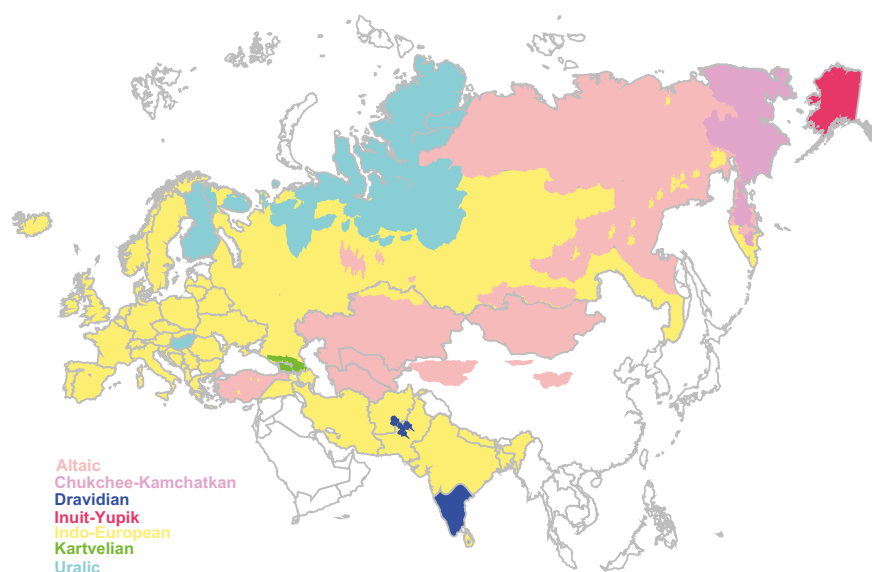 Altaic
Chukchee-Kamchatkan
Dravidian
Inuit-Yupik
Indo-European
Kartvelian
Uralic